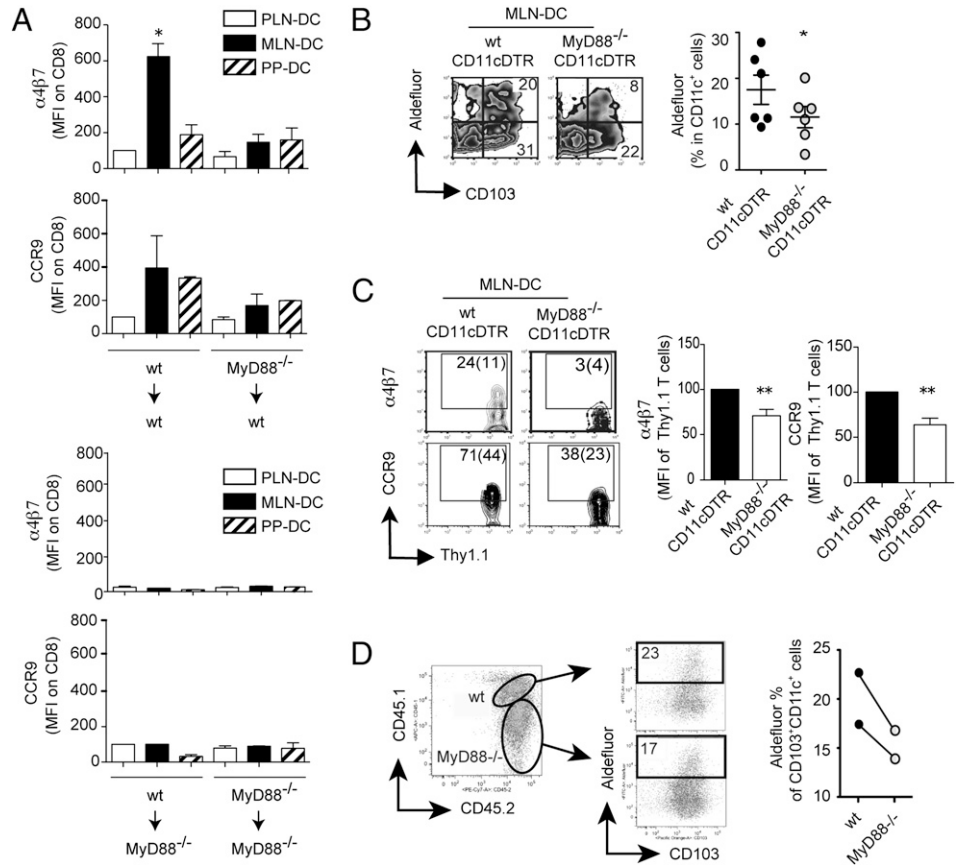 A
PLN-DC
MLN-DC
PP-DC
α4β7
(MFI on CD8)
800
600
400
200
0
*
CCR9
(MFI on CD8)
800
600
400
200
0
wt
MyD88-/-
wt
wt
PLN-DC
MLN-DC
PP-DC
α4β7
(MFI on CD8)
800
600
400
200
0
CCR9
(MFI on CD8)
800
600
400
200
0
wt
MyD88-/-
MyD88-/-
MyD88-/-
B
MLN-DC
wt
CD11cDTR
MyD88-/-
CD11cDTR
20
31
8
22
Aldefluor
CD103
Aldefluor
(% in CD11c+ cells)
30
20
10
0
*
wt
CD11cDTR
MyD88-/-
CD11cDTR
C
MLN-DC
wt
CD11cDTR
MyD88-/-
CD11cDTR
α4β7
24(11)
3(4)
CCR9
71(44)
38(23)
Thy1.1
α4β7
(MFI of Thy1.1 T cells)
150
100
50
0
**
wt
CD11cDTR
MyD88-/-
CD11cDTR
CCR9
(MFI of Thy1.1 T cells)
150
100
50
0
**
wt
CD11cDTR
MyD88-/-
CD11cDTR
D
CD45.1
wt
MyD88-/-
CD45.2
23
17
Aldefluor
CD103
Aldefluor %
of CD103+CD11c+ cells
25
20
15
10
wt
MyD88-/-